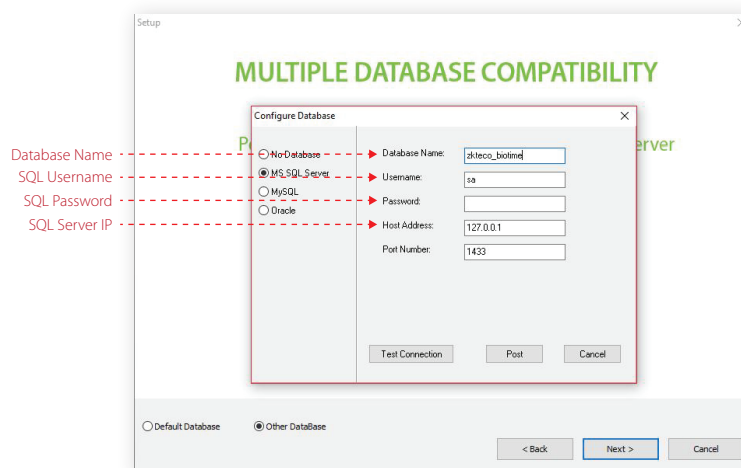 Setup
MULTIPLE DATABASE COMPATIBILITY
Configure Database
P
erver
Database Name
No Database
Database Name:
zkteco_biotime
SQL Username
MS SQL Server
Username:
sa
SQL Password
MySQL
Password:
SQL Server IP
Oracle
Host Address:
127.0.0.1
Port Number:
1433
Test Connection
Post
Cancel
Default Database
Other DataBase
< Back
Next >
Cancel